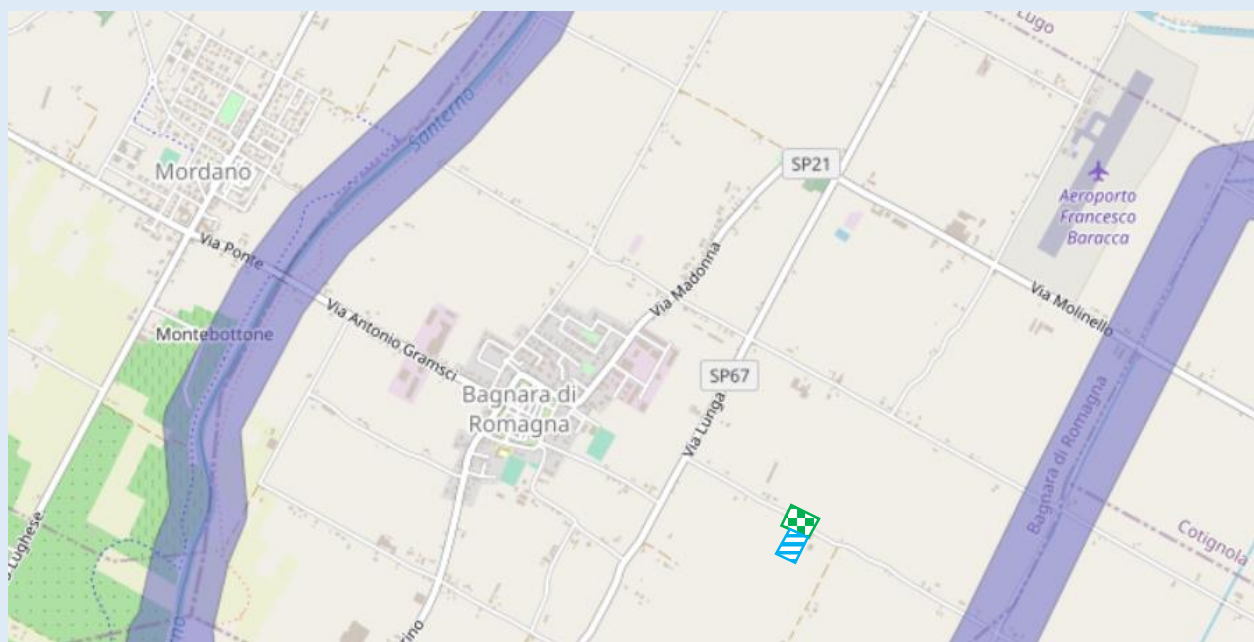 Lugo
Santerno
Mordano
SP21
Aeroporto
Francesco
Baracca
Via Ponte
Via Madonna
Via Molinello
Via Antonio Gramsci
Montebottone
SP67
Bagnara di
Romagna
Via Lunga
Bagnara di Romagna
Lughese
Cotignola